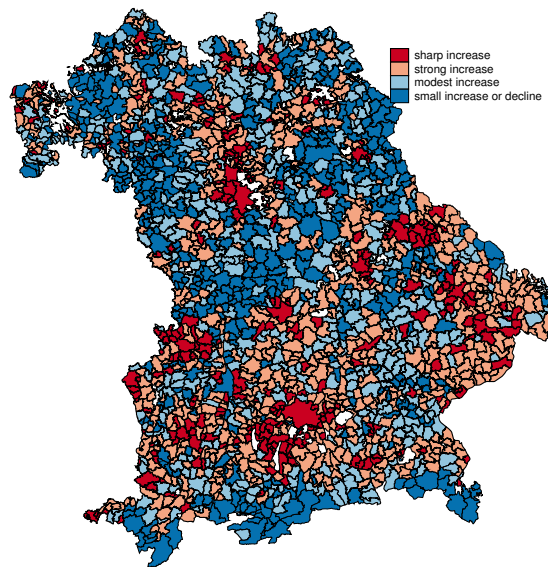 sharp increase
strong increase
modest increase
small increase or decline